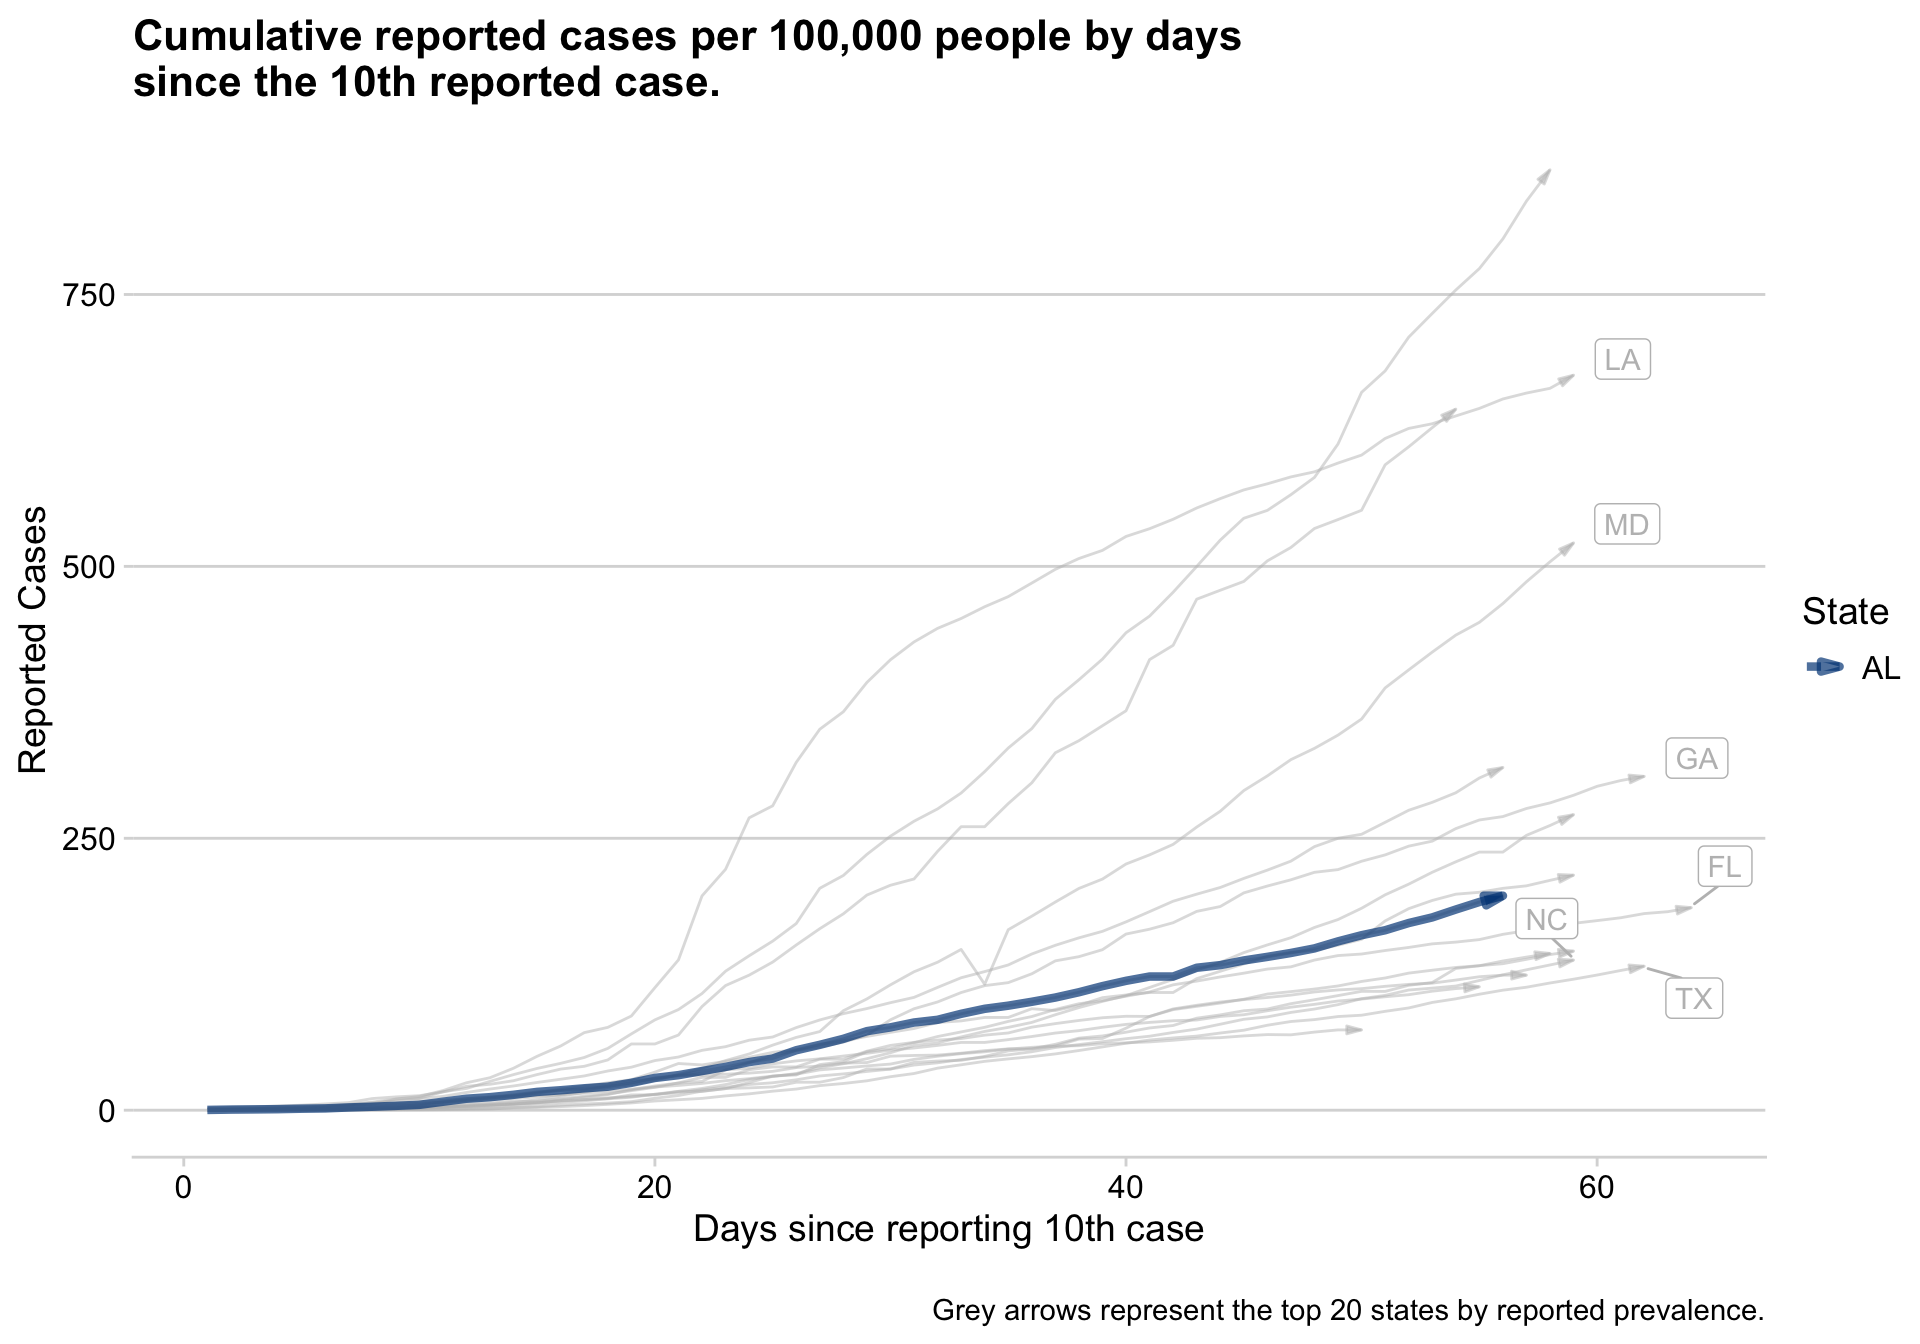 Cumulative reported cases per 100,000 people by days
since the 10th reported case.
Reported Cases
750
500
250
0
LA
MD
GA
FL
NC
TX
State
AL
0
20
40
60
Days since reporting 10th case
Grey arrows represent the top 20 states by reported prevalence.